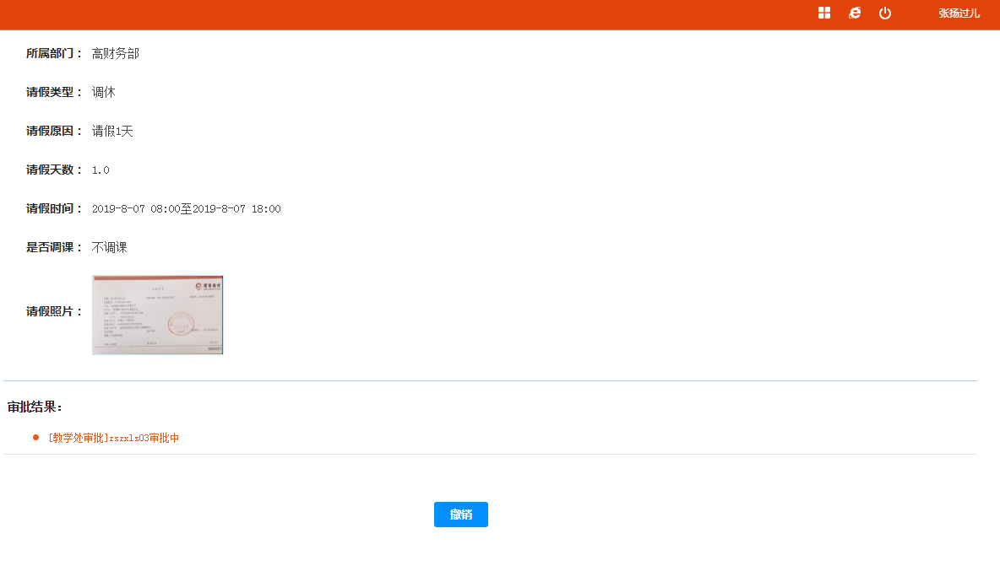 张扬过儿
所属部门： 高财务部
请假类型： 调休
请假原因： 请假1天
请假天数： 1.0
请假时间： 2019-8-07 08:00至2019-8-07 18:00
是否调课： 不调课
请假照片：
招商银行
审批结果：
[教学处审批]zszxls03审批中
撤销